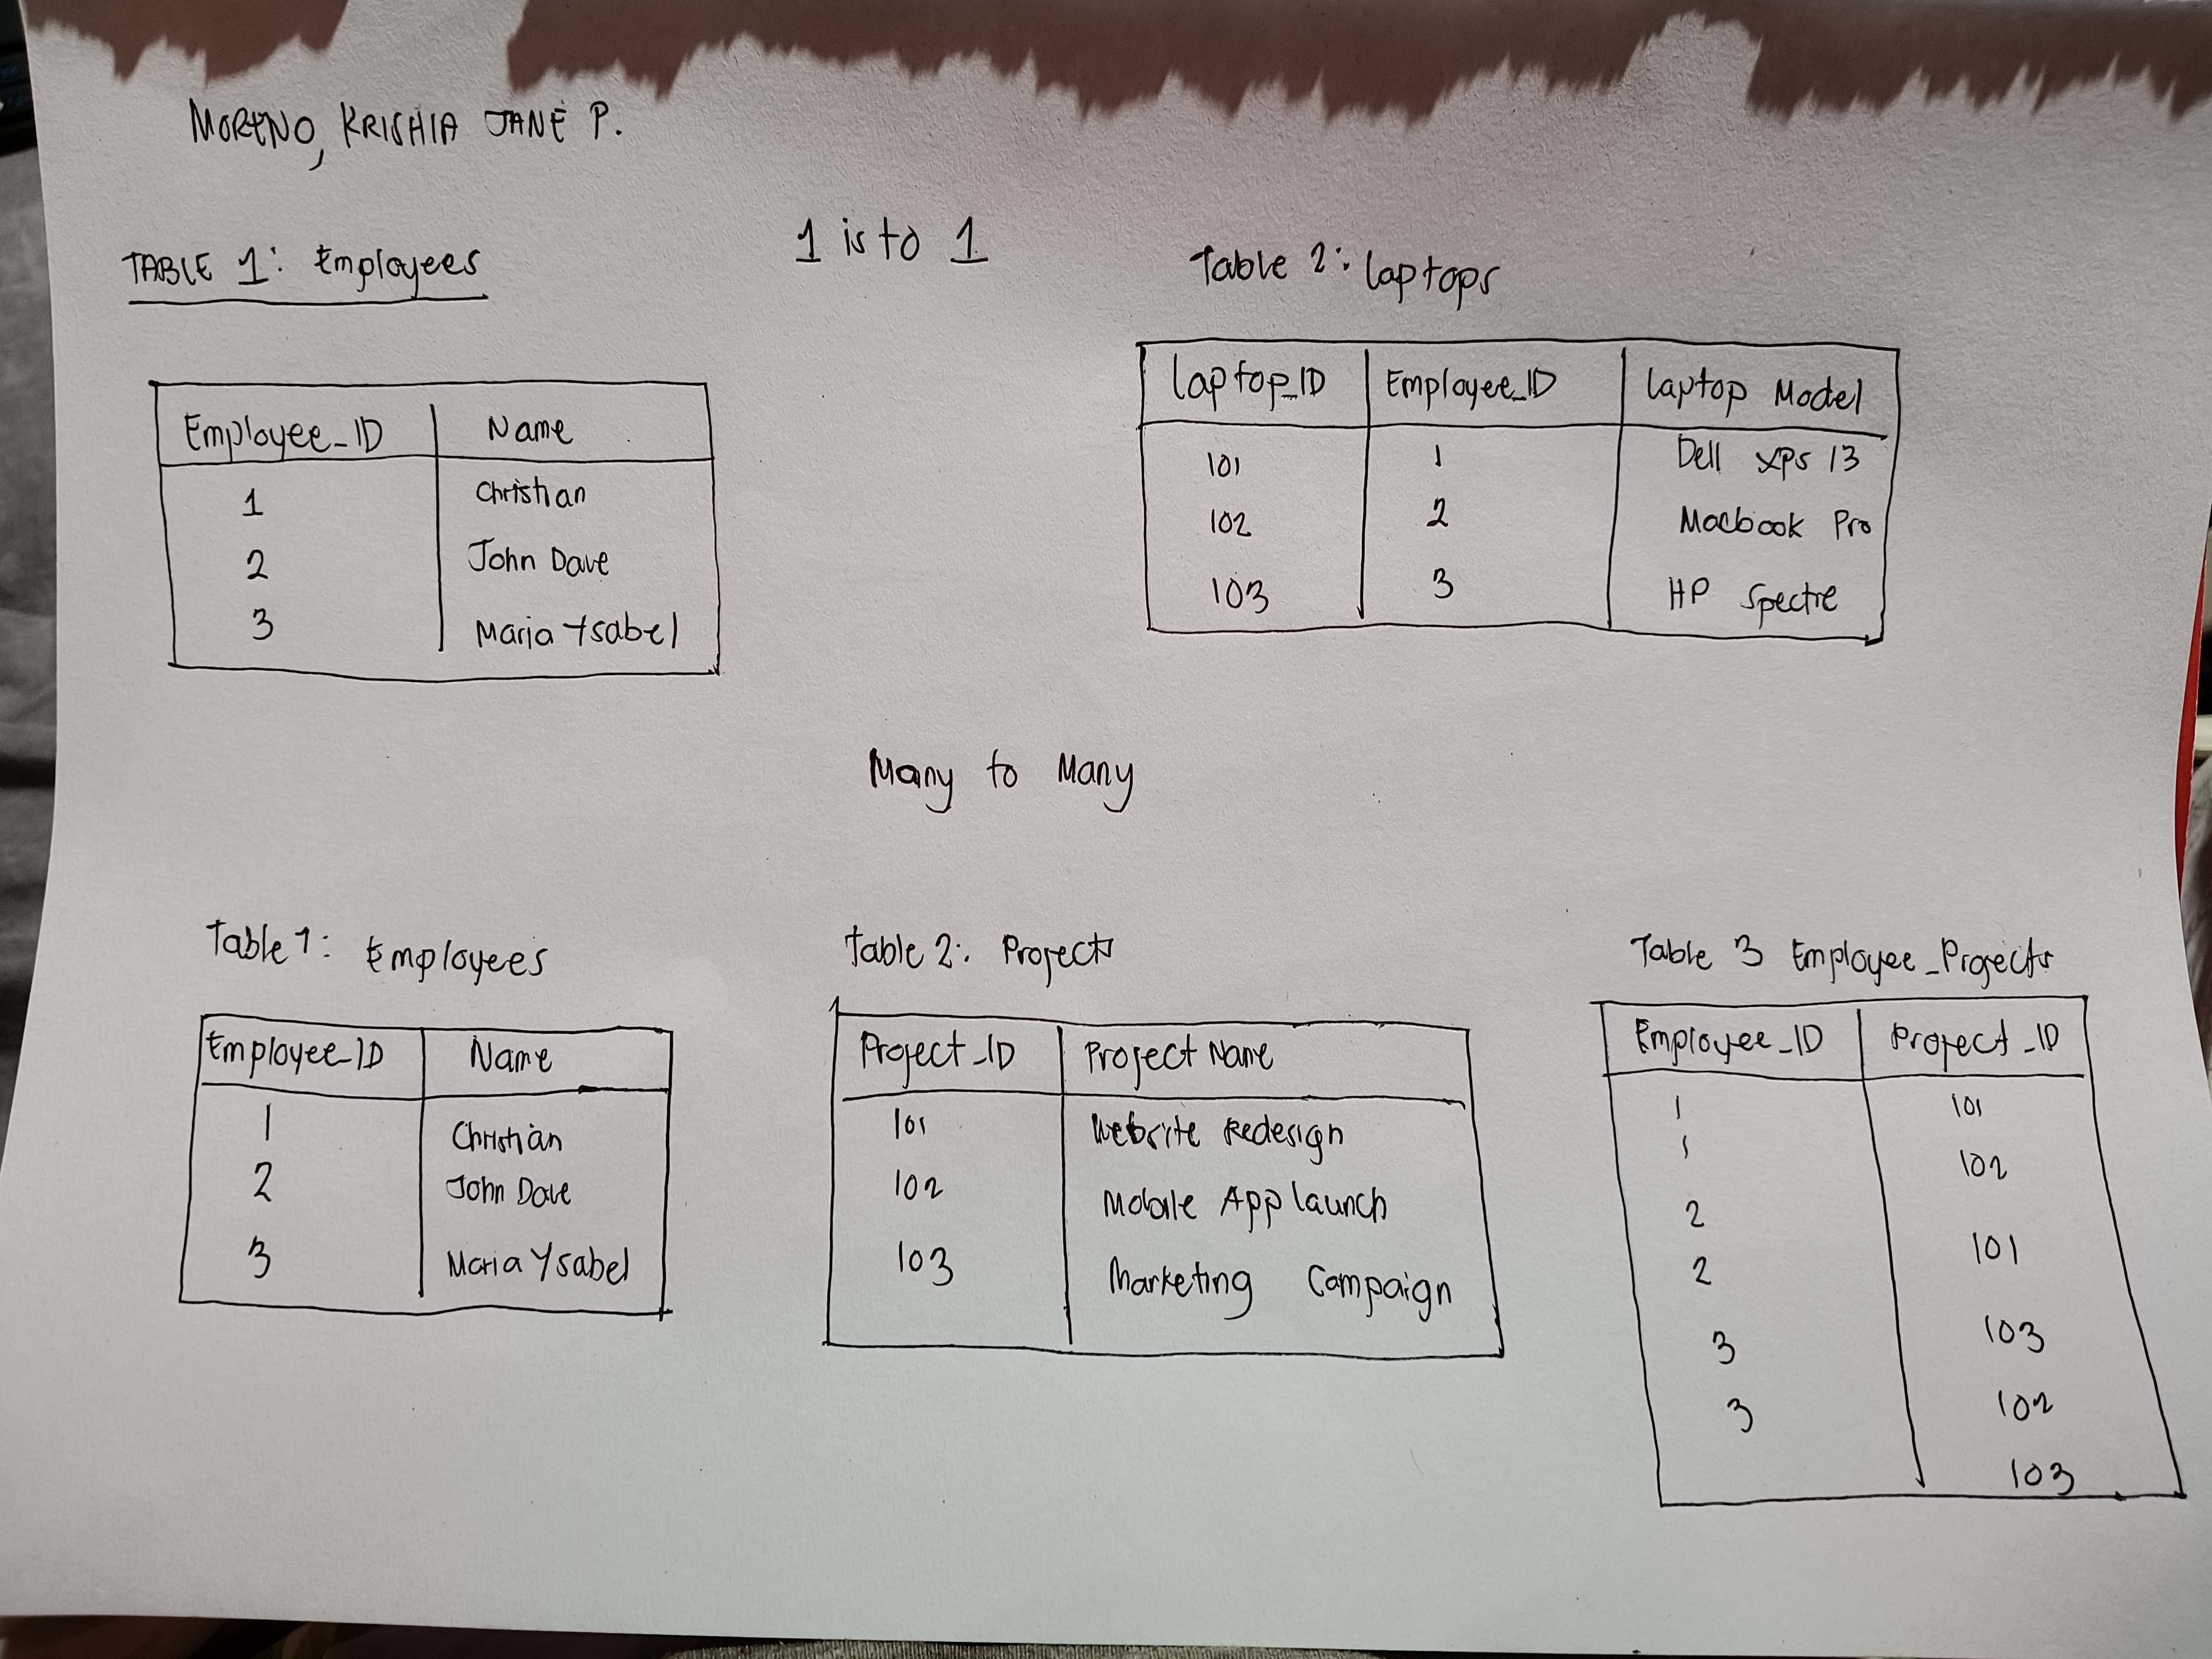 MORENO, KRISHIA JANE P.
1 is to 1
TABLE 1: Employees
Employee_ID Name
1 Christian
2 John Dave
3 Maria Ysabel
Table 2: Laptops
Laptop_ID Employee_ID Laptop Model
101 1 Dell XPS 13
102 2 Macbook Pro
103 3 HP Spectre
Many to Many
Table 1: Employees
Employee_ID Name
1 Christian
2 John Dave
3 Maria Ysabel
Table 2: Projects
Project_ID Project Name
101 Website Redesign
102 Mobile App Launch
103 Marketing Campaign
Table 3 Employee_Projects
Employee_ID Project_ID
1 101
1 102
2
2 101
3 103
3 102
103